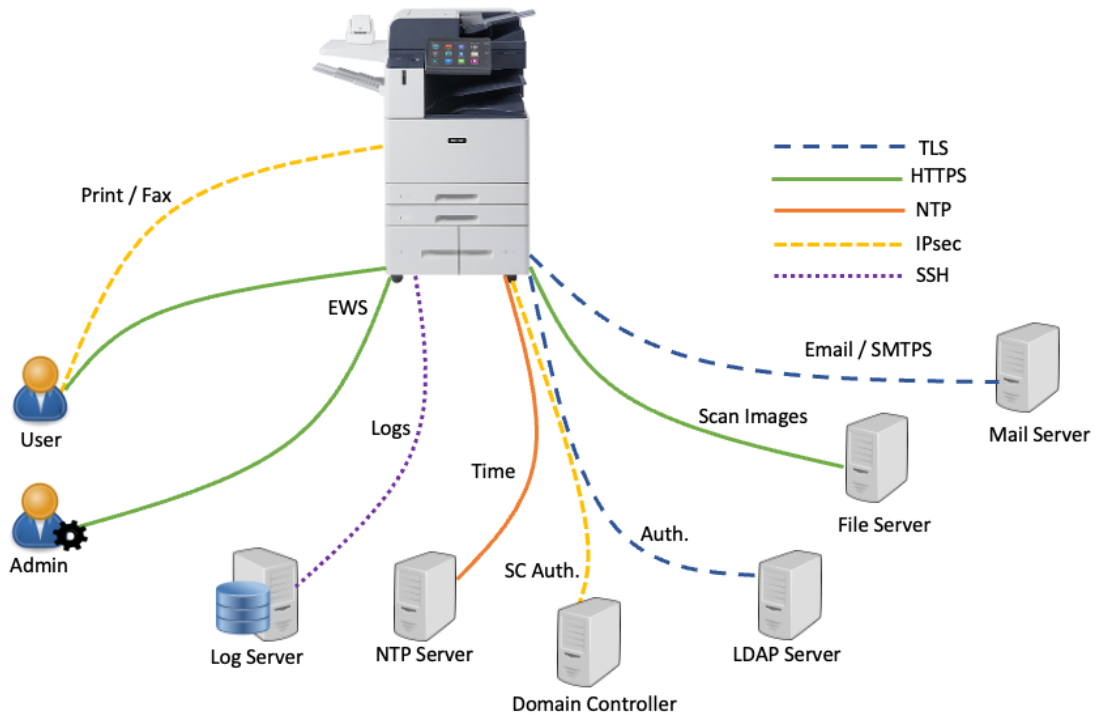 TLS
HTTPS
NTP
IPsec
SSH
Print / Fax
EWS
Email / SMTPS
Scan Images
Logs
Time
Auth.
SC Auth.
User
Mail Server
File Server
Admin
Log Server
NTP Server
LDAP Server
Domain Controller